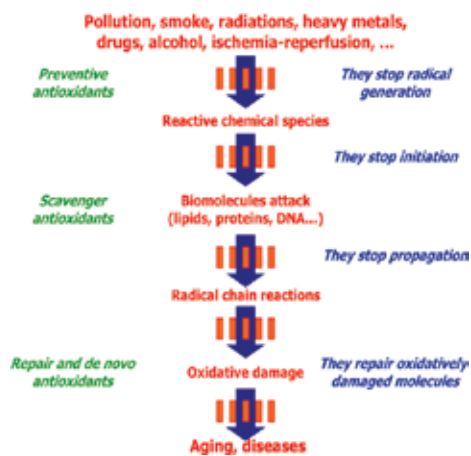 Pollution, smoke, radiations, heavy metals,
drugs, alcohol, ischemia-reperfusion, ...
Preventive
antioxidants
They stop radical
generation
Reactive chemical species
They stop initiation
Scavenger
antioxidants
Biomolecules attack
(lipids, proteins, DNA...)
They stop propagation
Radical chain reactions
Repair and de novo
antioxidants
Oxidative damage
They repair oxidatively-
damaged molecules
Aging, diseases